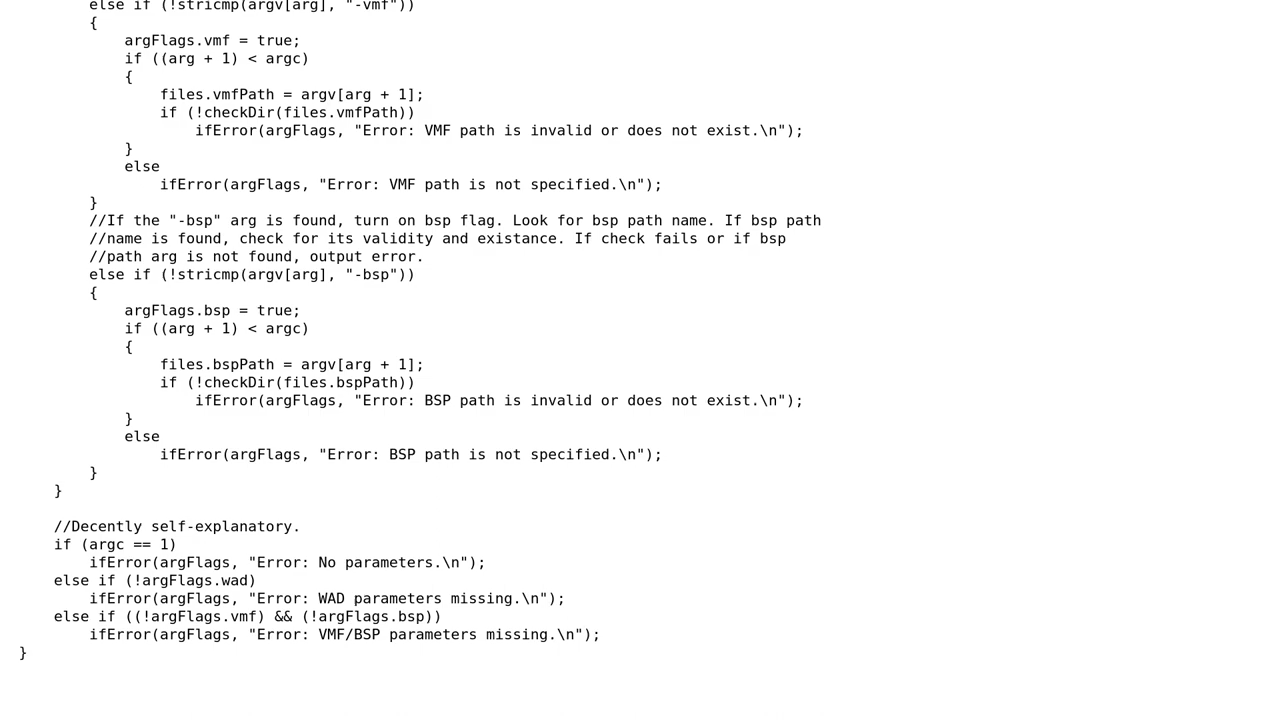 else if (!stricmp(argv[arg], "-vmf"))
{
argFlags.vmf = true;
if ((arg + 1) < argc)
{
files.vmfPath = argv[arg + 1];
if (!checkDir(files.vmfPath))
ifError(argFlags, "Error: VMF path is invalid or does not exist.\n");
}
else
ifError(argFlags, "Error: VMF path is not specified.\n");
}
//If the "-bsp" arg is found, turn on bsp flag. Look for bsp path name. If bsp path
//name is found, check for its validity and existance. If check fails or if bsp
//path arg is not found, output error.
else if (!stricmp(argv[arg], "-bsp"))
{
argFlags.bsp = true;
if ((arg + 1) < argc)
{
files.bspPath = argv[arg + 1];
if (!checkDir(files.bspPath))
ifError(argFlags, "Error: BSP path is invalid or does not exist.\n");
}
else
ifError(argFlags, "Error: BSP path is not specified.\n");
}
}
//Decently self-explanatory.
if (argc == 1)
ifError(argFlags, "Error: No parameters.\n");
else if (!argFlags.wad)
ifError(argFlags, "Error: WAD parameters missing.\n");
else if ((!argFlags.vmf) && (!argFlags.bsp))
ifError(argFlags, "Error: VMF/BSP parameters missing.\n");
}